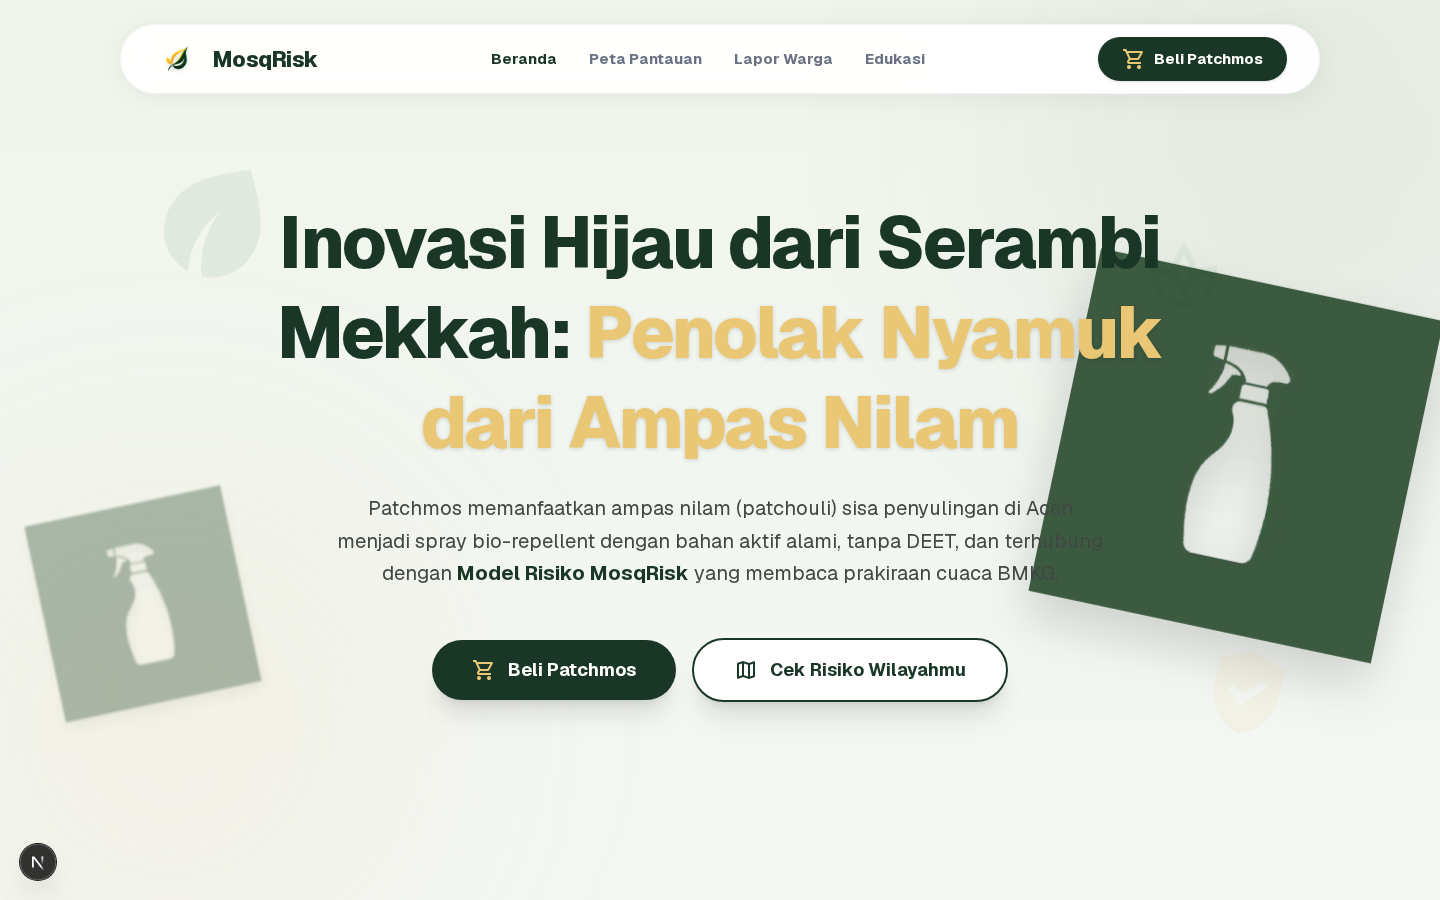 MosqRisk
Beranda
Peta Pantauan
Lapor Warga
Edukasi
Beli Patchmos
Inovasi Hijau dari Serambi
Mekkah: Penolak Nyamuk
dari Ampas Nilam
Patchmos memanfaatkan ampas nilam (patchouli) sisa penyulingan di Aceh
menjadi spray bio-repellent dengan bahan aktif alami, tanpa DEET, dan terhubung
dengan Model Risiko MosqRisk yang membaca prakiraan cuaca BMKG.
Beli Patchmos
Cek Risiko Wilayahmu
N